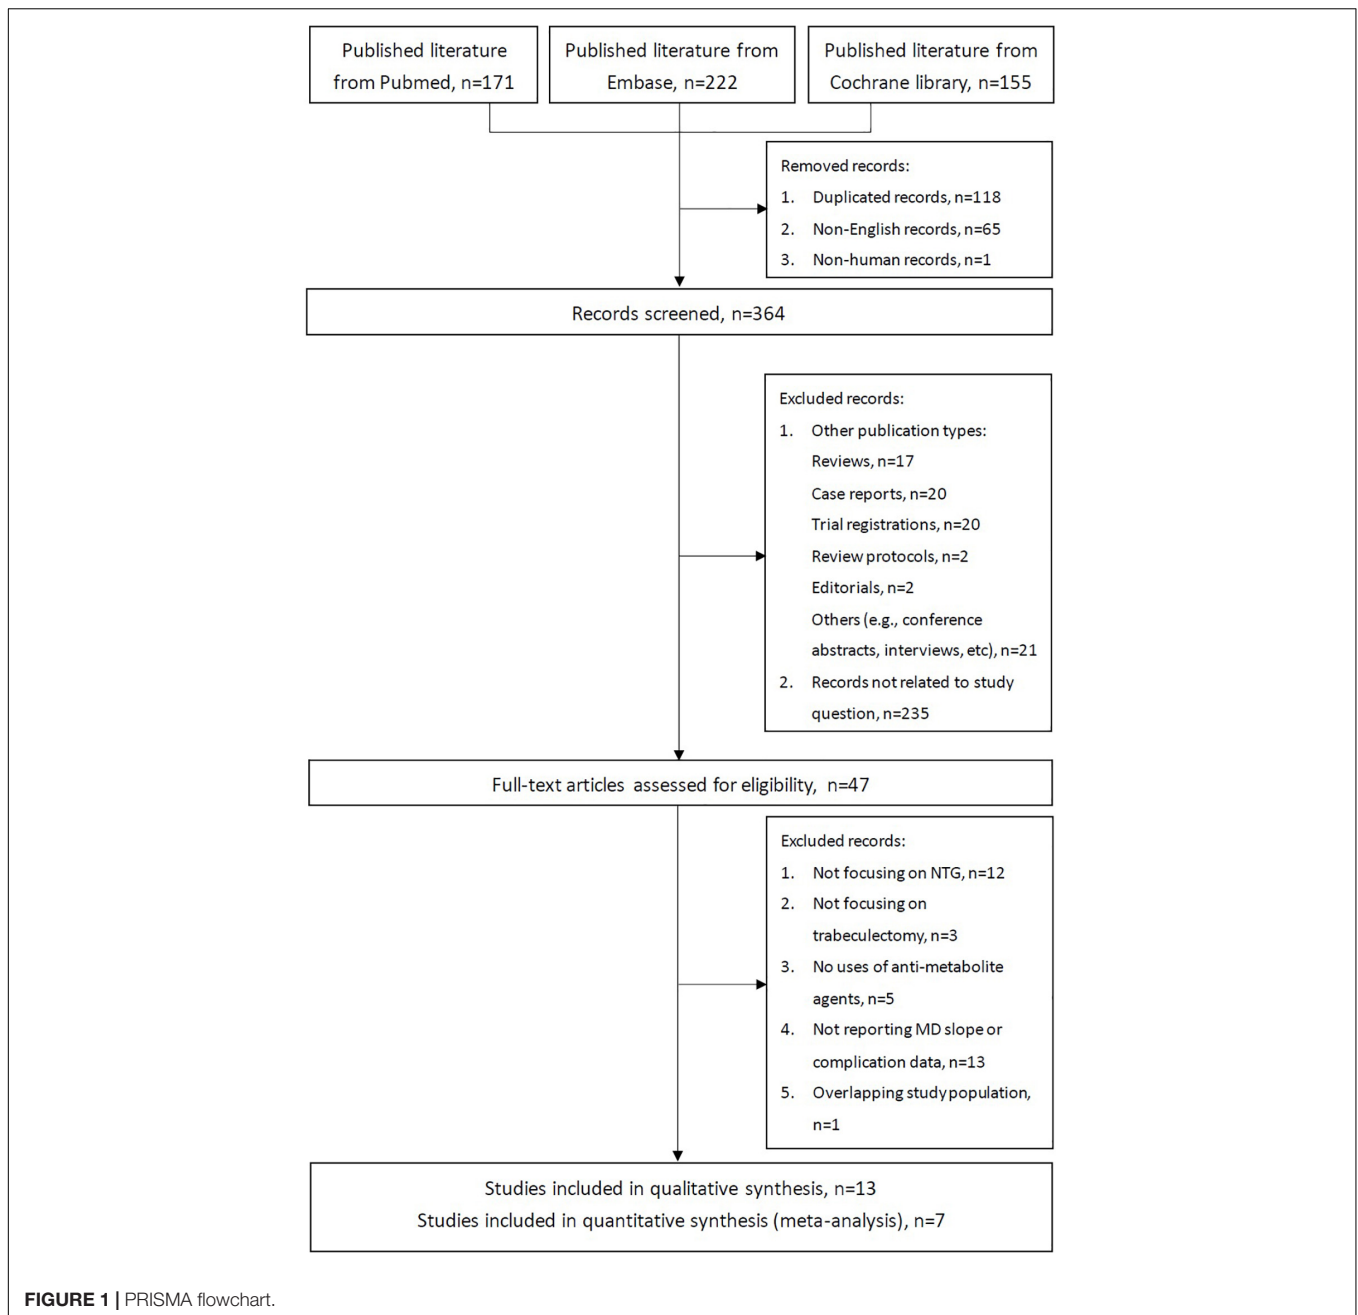 Published literature
from Pubmed, n=171
Published literature from
Embase, n=222
Published literature from
Cochrane library, n=155
Removed records:
1. Duplicated records, n=118
2. Non-English records, n=65
3. Non-human records, n=1
Records screened, n=364
Excluded records:
1. Other publication types:
Reviews, n=17
Case reports, n=20
Trial registrations, n=20
Review protocols, n=2
Editorials, n=2
Others (e.g., conference
abstracts, interviews, etc), n=21
2. Records not related to study
question, n=235
Full-text articles assessed for eligibility, n=47
Excluded records:
1. Not focusing on NTG, n=12
2. Not focusing on
trabeculectomy, n=3
3. No uses of anti-metabolite
agents, n=5
4. Not reporting MD slope or
complication data, n=13
5. Overlapping study population,
n=1
Studies included in qualitative synthesis, n=13
Studies included in quantitative synthesis (meta-analysis), n=7
FIGURE 1 | PRISMA flowchart.